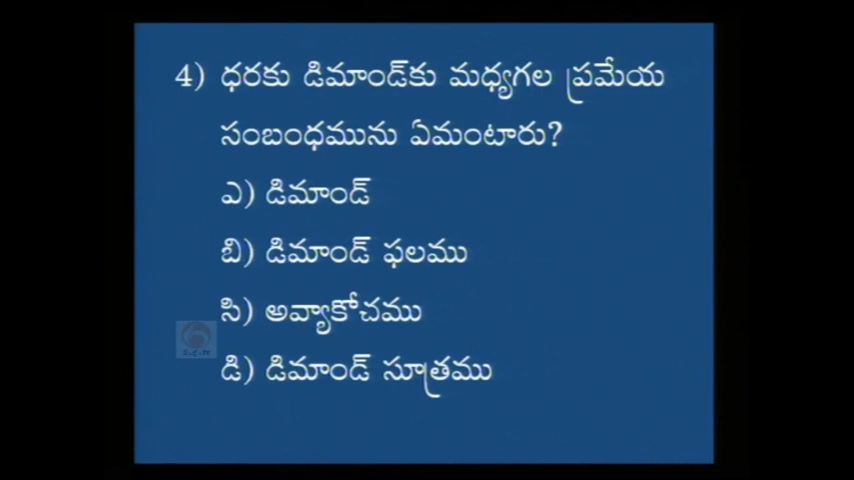 4) ధరకు డిమాండ్‌కు మధ్యగల ప్రమేయ
సంబంధమును ఏమంటారు?
ఎ) డిమాండ్
బి) డిమాండ్ ఫలము
సి) అవ్యాకోచము
డి) డిమాండ్ సూత్రము